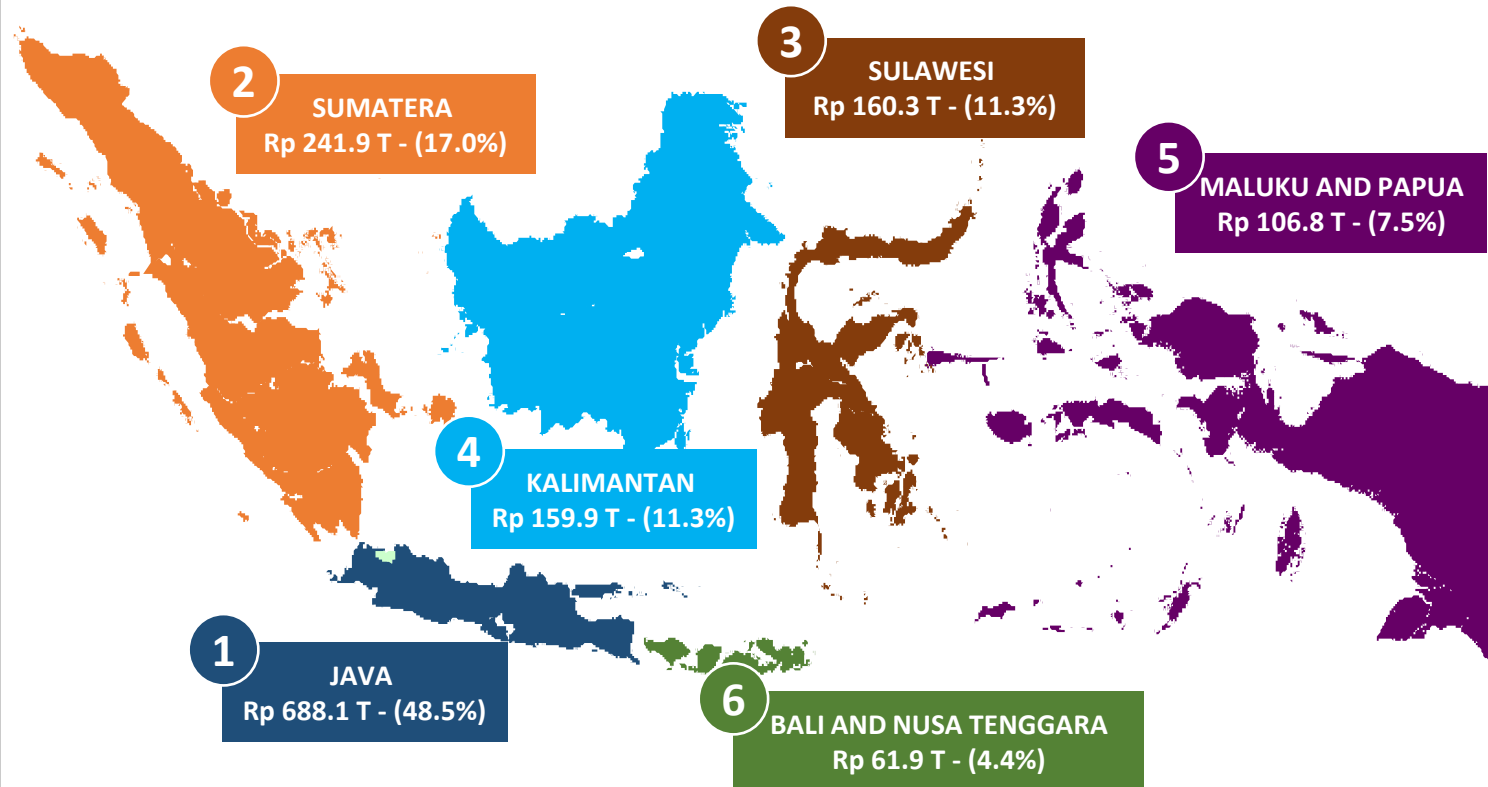 2
SUMATERA
Rp 241.9 T - (17.0%)
3
SULAWESI
Rp 160.3 T - (11.3%)
5
MALUKU AND PAPUA
Rp 106.8 T - (7.5%)
4
KALIMANTAN
Rp 159.9 T - (11.3%)
1
JAVA
Rp 688.1 T - (48.5%)
6
BALI AND NUSA TENGGARA
Rp 61.9 T - (4.4%)